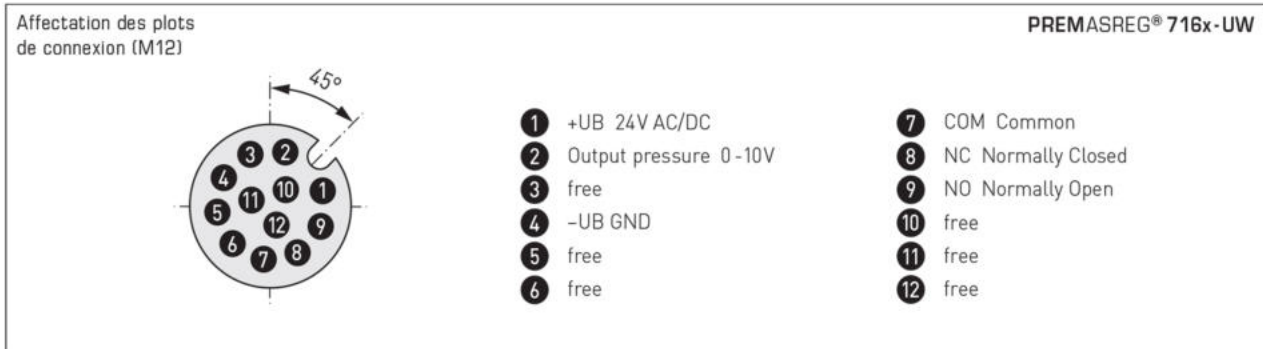 Affectation des plots
de connexion (M12)
PREMASREG® 716x-UW
45°
1 +UB 24V AC/DC
2 Output pressure 0-10V
3 free
4 –UB GND
5 free
6 free
7 COM Common
8 NC Normally Closed
9 NO Normally Open
10 free
11 free
12 free
3 2
4 10 1
11
5 12 9
6 7 8